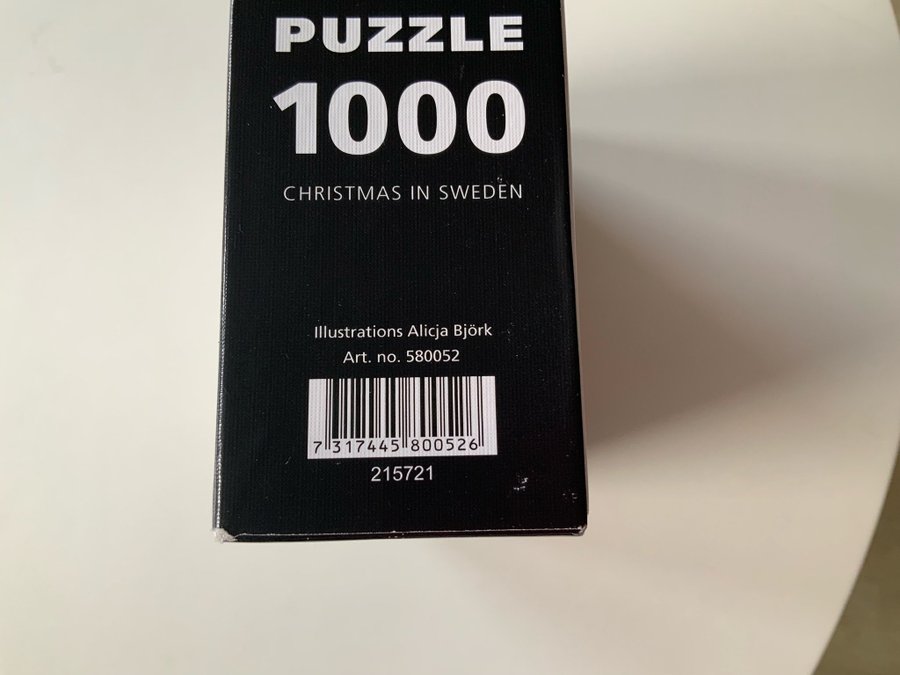 PUZZLE
1000
CHRISTMAS IN SWEDEN
Illustrations Alicja Björk
Art. no. 580052
7 317445 800526
215721